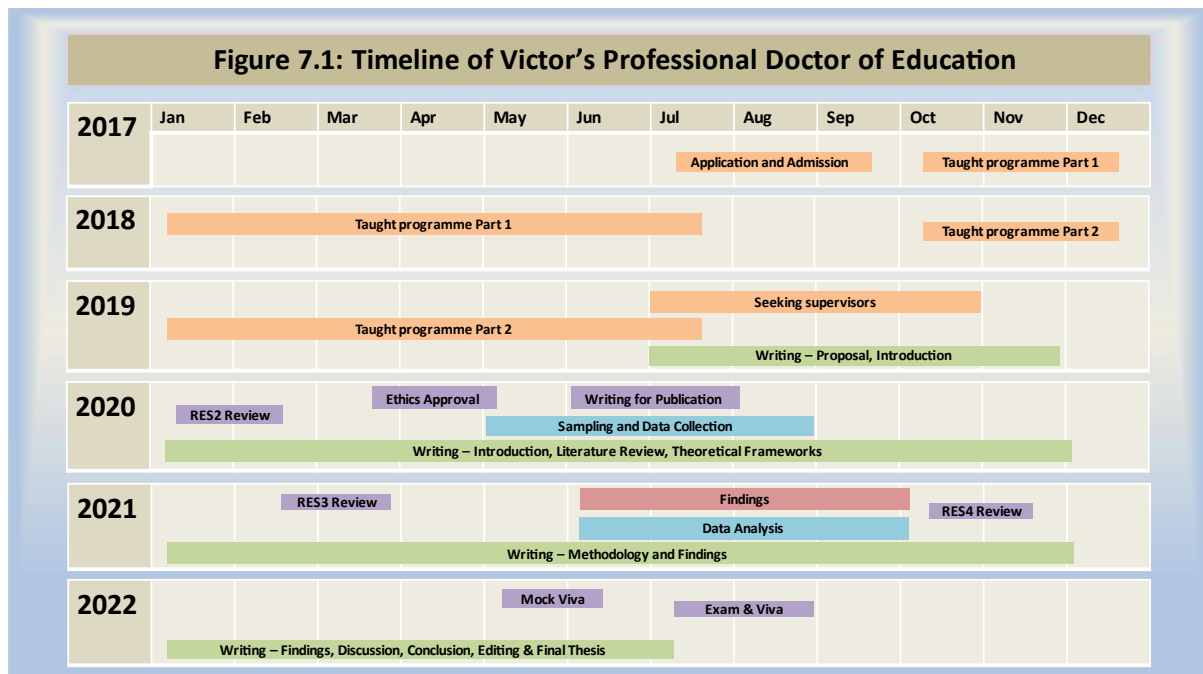 Figure 7.1: Timeline of Victor’s Professional Doctor of Education
2017 Jan Feb Mar Apr May Jun Jul Aug Sep Oct Nov Dec
Application and Admission Taught programme Part 1
2018
Taught programme Part 1
Taught programme Part 2
2019
Seeking supervisors
Taught programme Part 2
Writing – Proposal, Introduction
2020
Ethics Approval Writing for Publication
RES2 Review
Sampling and Data Collection
Writing – Introduction, Literature Review, Theoretical Frameworks
2021
RES3 Review Findings RES4 Review
Data Analysis
Writing – Methodology and Findings
2022
Mock Viva
Exam & Viva
Writing – Findings, Discussion, Conclusion, Editing & Final Thesis